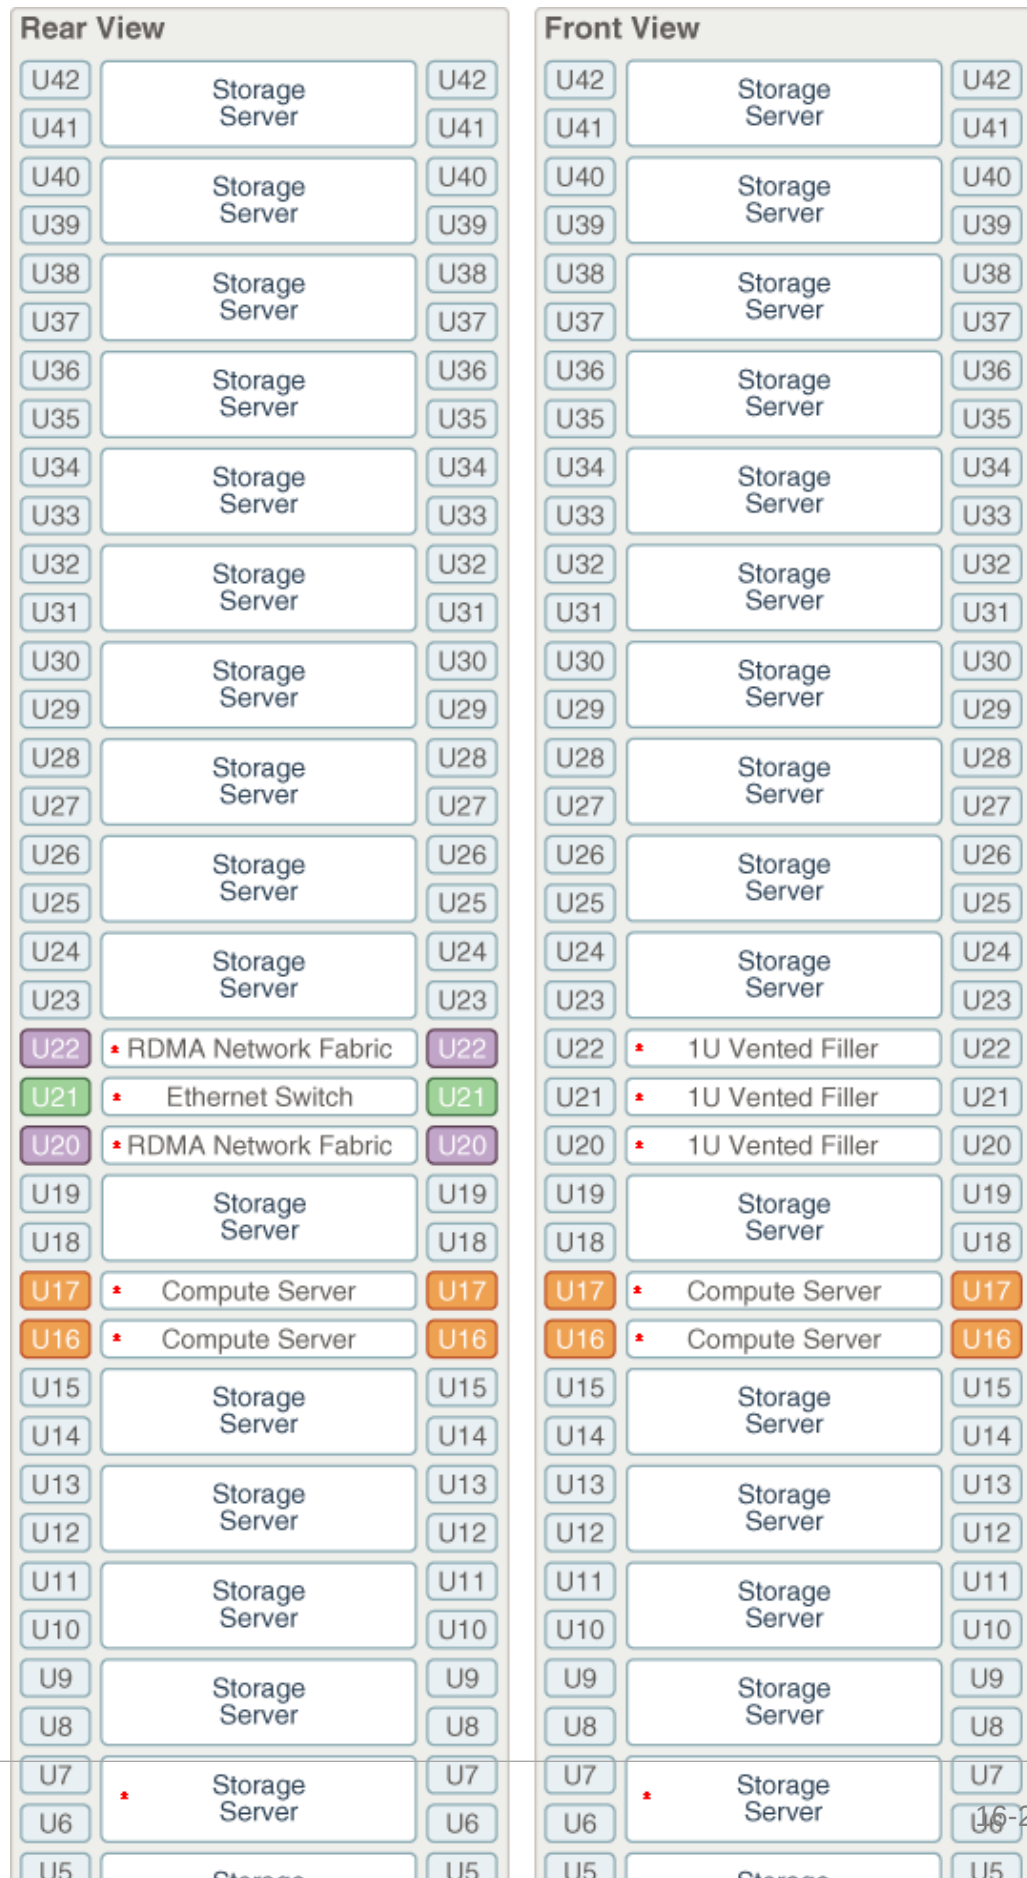 Rear View
U42 Storage Server U42
U41 U41
U40 Storage Server U40
U39 U39
U38 Storage Server U38
U37 U37
U36 Storage Server U36
U35 U35
U34 Storage Server U34
U33 U33
U32 Storage Server U32
U31 U31
U30 Storage Server U30
U29 U29
U28 Storage Server U28
U27 U27
U26 Storage Server U26
U25 U25
U24 Storage Server U24
U23 U23
U22 * RDMA Network Fabric U22
U21 * Ethernet Switch U21
U20 * RDMA Network Fabric U20
U19 Storage Server U19
U18 U18
U17 * Compute Server U17
U16 * Compute Server U16
U15 Storage Server U15
U14 U14
U13 Storage Server U13
U12 U12
U11 Storage Server U11
U10 U10
U9 Storage Server U9
U8 U8
U7 * Storage Server U7
U6 U6
U5 Storage U5
Front View
U42 Storage Server U42
U41 U41
U40 Storage Server U40
U39 U39
U38 Storage Server U38
U37 U37
U36 Storage Server U36
U35 U35
U34 Storage Server U34
U33 U33
U32 Storage Server U32
U31 U31
U30 Storage Server U30
U29 U29
U28 Storage Server U28
U27 U27
U26 Storage Server U26
U25 U25
U24 Storage Server U24
U23 U23
U22 * 1U Vented Filler U22
U21 * 1U Vented Filler U21
U20 * 1U Vented Filler U20
U19 Storage Server U19
U18 U18
U17 * Compute Server U17
U16 * Compute Server U16
U15 Storage Server U15
U14 U14
U13 Storage Server U13
U12 U12
U11 Storage Server U11
U10 U10
U9 Storage Server U9
U8 U8
U7 * Storage Server U7
U6 U6
16-2
U5 Storage U5